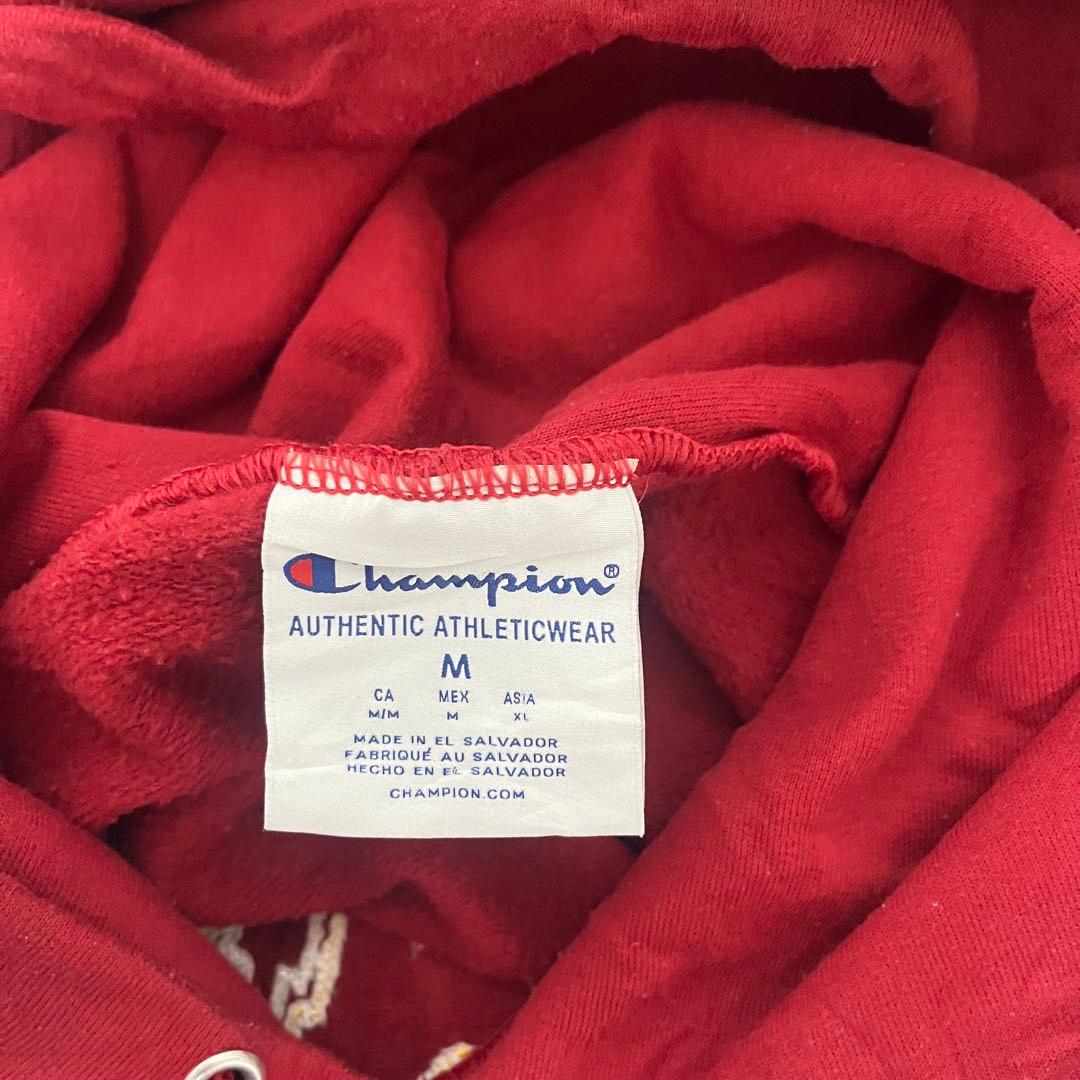 Champion®
AUTHENTIC ATHLETICWEAR
M
CA MEX ASIA
M/M M XL
MADE IN EL SALVADOR
FABRIQUÉ AU SALVADOR
HECHO EN EL SALVADOR
CHAMPION.COM